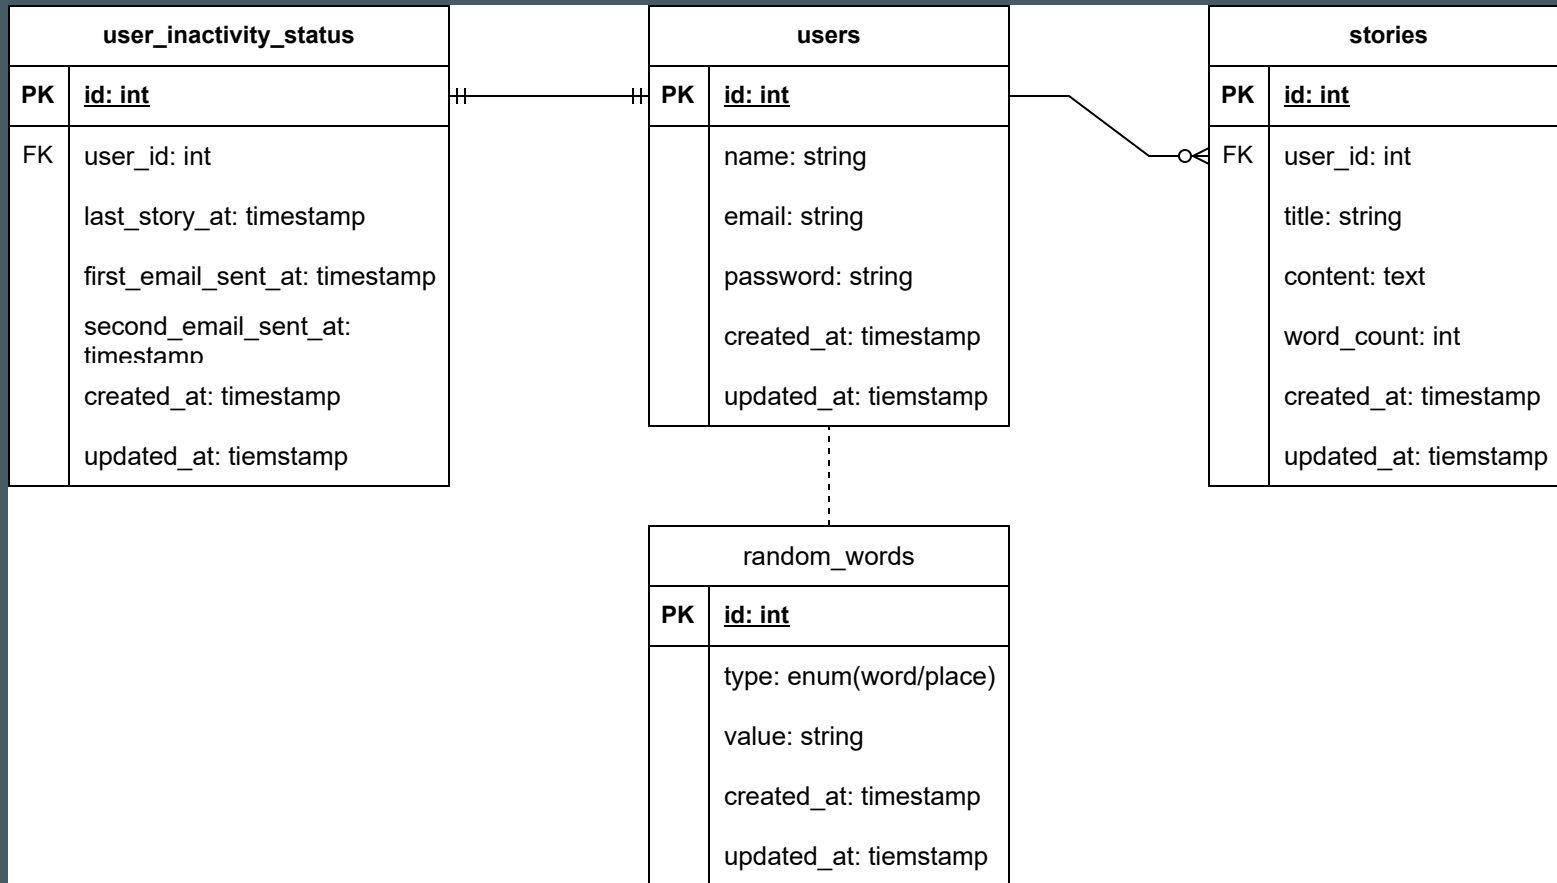 user_inactivity_status
PK id: int
FK user_id: int
last_story_at: timestamp
first_email_sent_at: timestamp
second_email_sent_at:
timestamp
created_at: timestamp
updated_at: tiemstamp
users
PK id: int
name: string
email: string
password: string
created_at: timestamp
updated_at: tiemstamp
stories
PK id: int
FK user_id: int
title: string
content: text
word_count: int
created_at: timestamp
updated_at: tiemstamp
random_words
PK id: int
type: enum(word/place)
value: string
created_at: timestamp
updated_at: tiemstamp